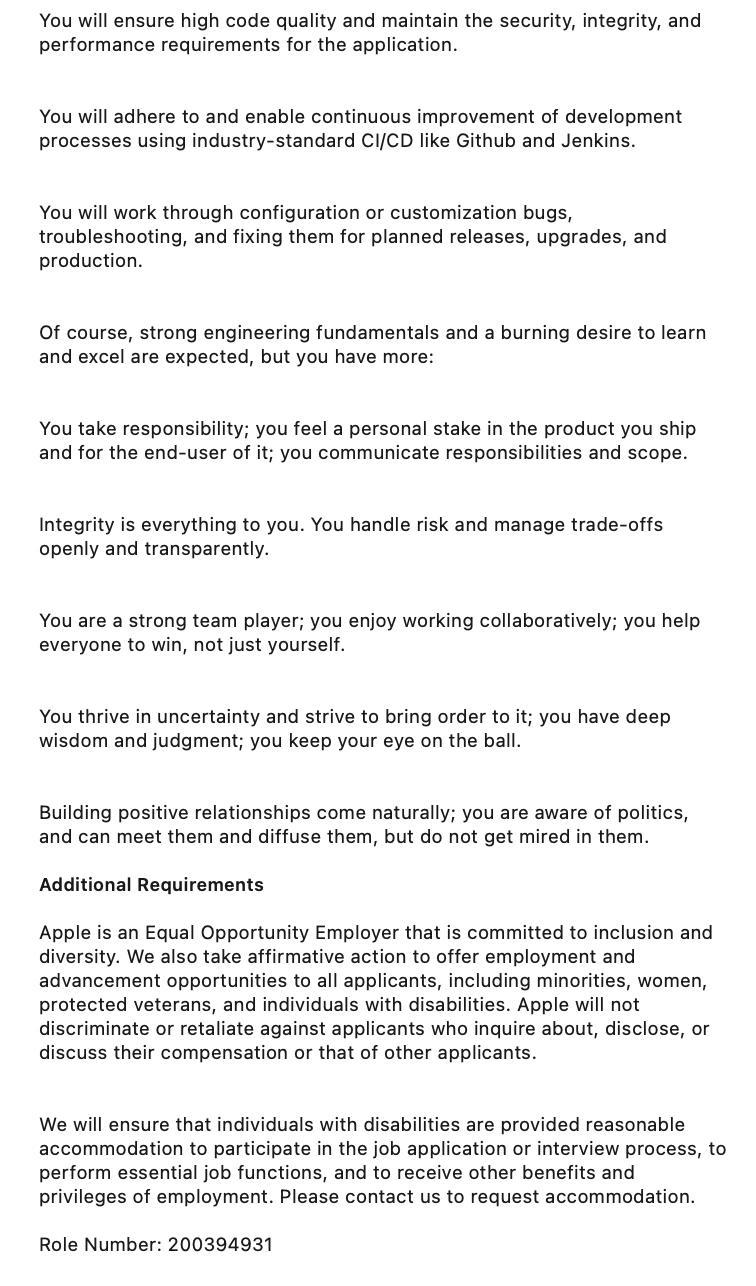 You will ensure high code quality and maintain the security, integrity, and
performance requirements for the application.
You will adhere to and enable continuous improvement of development
processes using industry-standard CI/CD like Github and Jenkins.
You will work through configuration or customization bugs,
troubleshooting, and fixing them for planned releases, upgrades, and
production.
Of course, strong engineering fundamentals and a burning desire to learn
and excel are expected, but you have more:
You take responsibility; you feel a personal stake in the product you ship
and for the end-user of it; you communicate responsibilities and scope.
Integrity is everything to you. You handle risk and manage trade-offs
openly and transparently.
You are a strong team player; you enjoy working collaboratively; you help
everyone to win, not just yourself.
You thrive in uncertainty and strive to bring order to it; you have deep
wisdom and judgment; you keep your eye on the ball.
Building positive relationships come naturally; you are aware of politics,
and can meet them and diffuse them, but do not get mired in them.
Additional Requirements
Apple is an Equal Opportunity Employer that is committed to inclusion and
diversity. We also take affirmative action to offer employment and
advancement opportunities to all applicants, including minorities, women,
protected veterans, and individuals with disabilities. Apple will not
discriminate or retaliate against applicants who inquire about, disclose, or
discuss their compensation or that of other applicants.
We will ensure that individuals with disabilities are provided reasonable
accommodation to participate in the job application or interview process, to
perform essential job functions, and to receive other benefits and
privileges of employment. Please contact us to request accommodation.
Role Number: 200394931